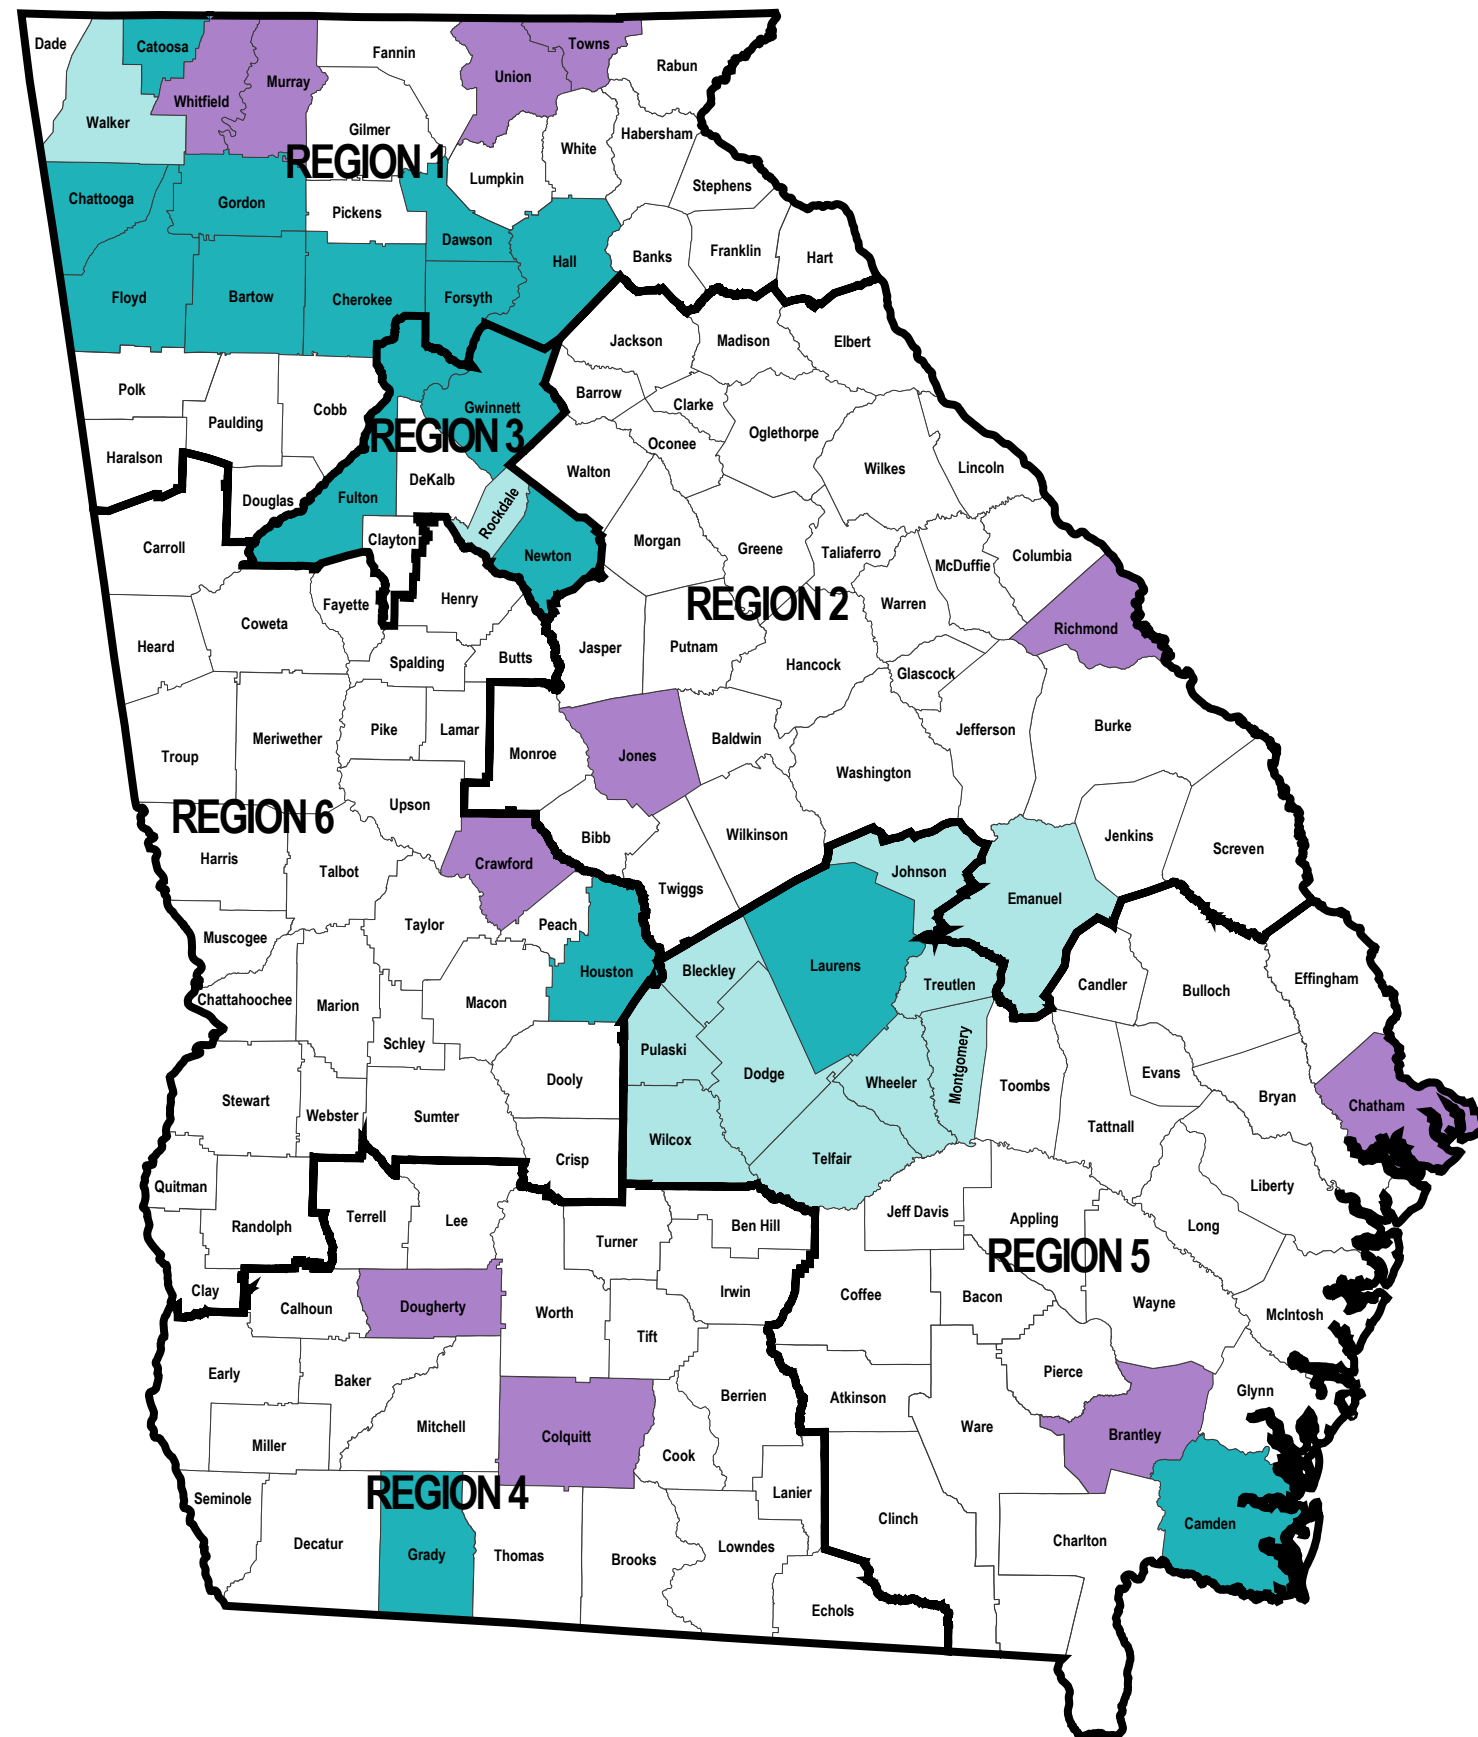 Dade
Catoosa
Fannin
Towns
Union
Rabun
Murray
Whitfield
Walker
Gilmer
Habersham
White
REGION 1
Lumpkin
Stephens
Chattooga
Gordon
Pickens
Dawson
Franklin
Banks
Hart
Hall
Floyd
Bartow
Cherokee
Forsyth
Jackson
Madison
Elbert
Polk
Cobb
Barrow
Clarke
Gwinnett
Paulding
Oglethorpe
REGION 3
Oconee
Haralson
Walton
Wilkes
Lincoln
DeKalb
Douglas
Fulton
Rockdale
Clayton
Carroll
Newton
Morgan
Greene
Taliaferro
Columbia
McDuffie
Henry
Fayette
REGION 2
Warren
Coweta
Richmond
Heard
Jasper
Putnam
Butts
Spalding
Hancock
Glascock
Burke
Jefferson
Pike
Lamar
Meriwether
Baldwin
Monroe
Jones
Troup
Washington
Upson
REGION 6
Bibb
Wilkinson
Jenkins
Screven
Harris
Crawford
Talbot
Johnson
Twiggs
Emanuel
Taylor
Peach
Muscogee
Houston
Bleckley
Laurens
Effingham
Treutlen
Candler
Bulloch
Chattahoochee
Marion
Macon
Schley
Pulaski
Montgomery
Dodge
Wheeler
Evans
Dooly
Toombs
Stewart
Webster
Sumter
Bryan
Chatham
Tattnall
Wilcox
Crisp
Telfair
Quitman
Liberty
Terrell
Lee
Randolph
Ben Hill
Jeff Davis
Appling
Long
Turner
REGION 5
Clay
Calhoun
Dougherty
Worth
Irwin
Coffee
Bacon
Wayne
McIntosh
Tift
Early
Baker
Pierce
Berrien
Atkinson
Glynn
Mitchell
Ware
Brantley
Colquitt
Miller
Cook
REGION 4
Seminole
Lanier
Clinch
Camden
Decatur
Grady
Thomas
Brooks
Lowndes
Charlton
Echols